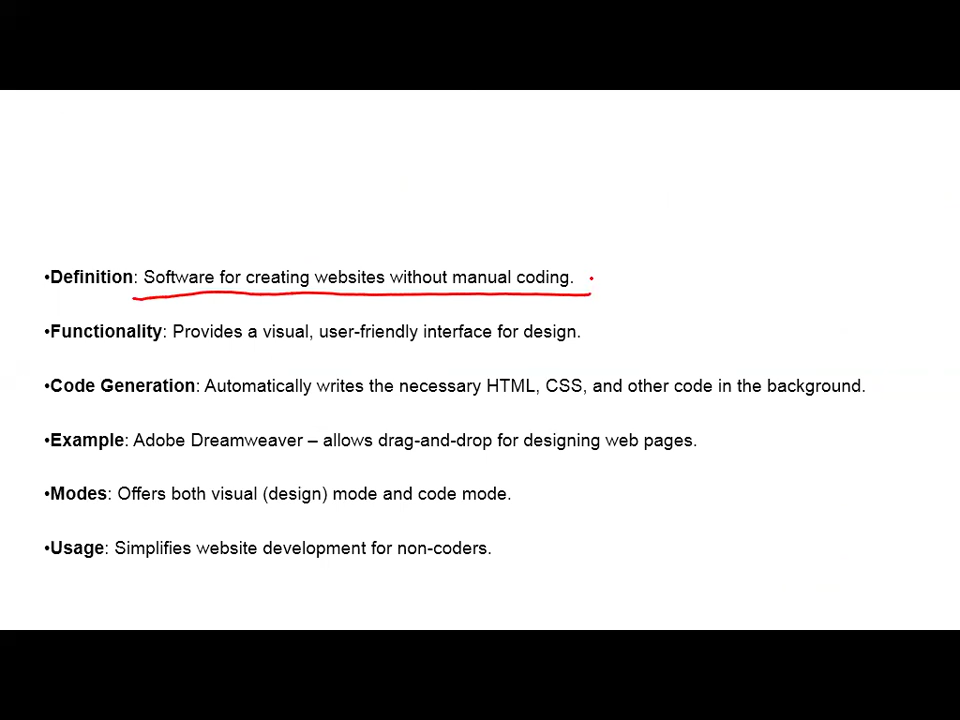 •Definition: Software for creating websites without manual coding.
•Functionality: Provides a visual, user-friendly interface for design.
•Code Generation: Automatically writes the necessary HTML, CSS, and other code in the background.
•Example: Adobe Dreamweaver – allows drag-and-drop for designing web pages.
•Modes: Offers both visual (design) mode and code mode.
•Usage: Simplifies website development for non-coders.